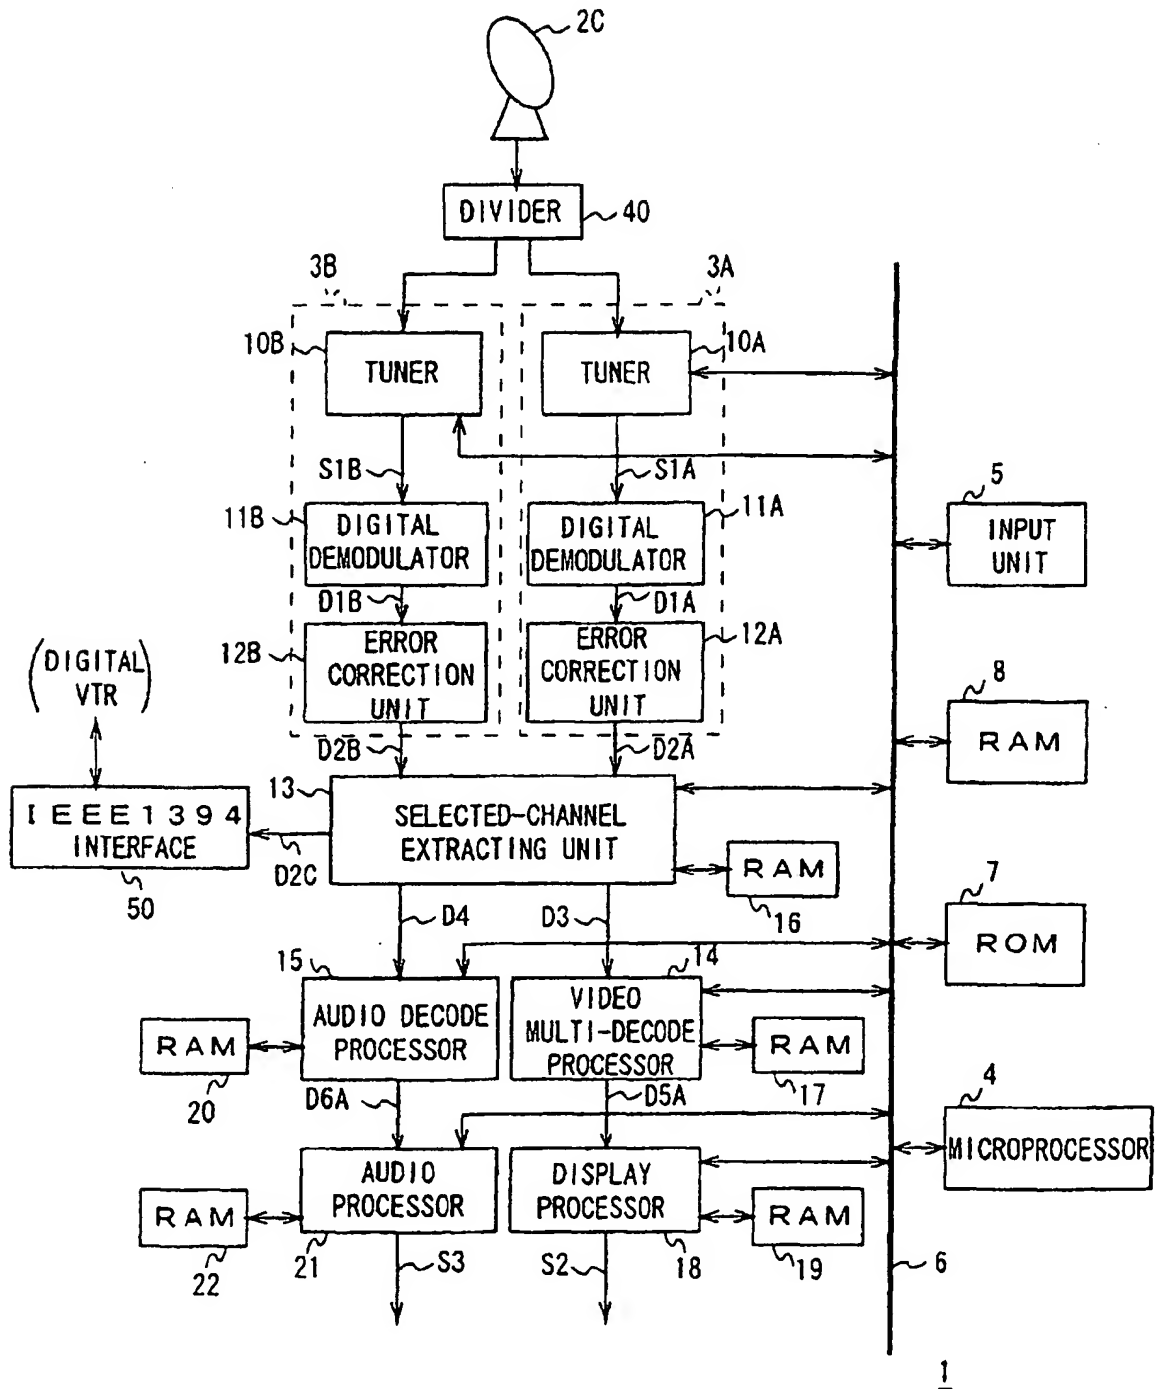 2C
DIVIDER
40
3B
3A
10B
TUNER
TUNER
10A
S1B
S1A
11B
DIGITAL
DEMODULATOR
DIGITAL
DEMODULATOR
11A
5
INPUT
UNIT
D1B
D1A
12B
ERROR
CORRECTION
UNIT
ERROR
CORRECTION
UNIT
12A
(DIGITAL
VTR)
8
RAM
D2B
D2A
13
SELECTED-CHANNEL
EXTRACTING UNIT
IEEE1394
INTERFACE
50
D2C
RAM
16
7
ROM
D4
D3
15
14
AUDIO DECODE
PROCESSOR
VIDEO
MULTI-DECODE
PROCESSOR
RAM
20
RAM
17
D6A
D5A
4
MICROPROCESSOR
AUDIO
PROCESSOR
DISPLAY
PROCESSOR
RAM
22
21
18
RAM
19
S3
S2
6
1